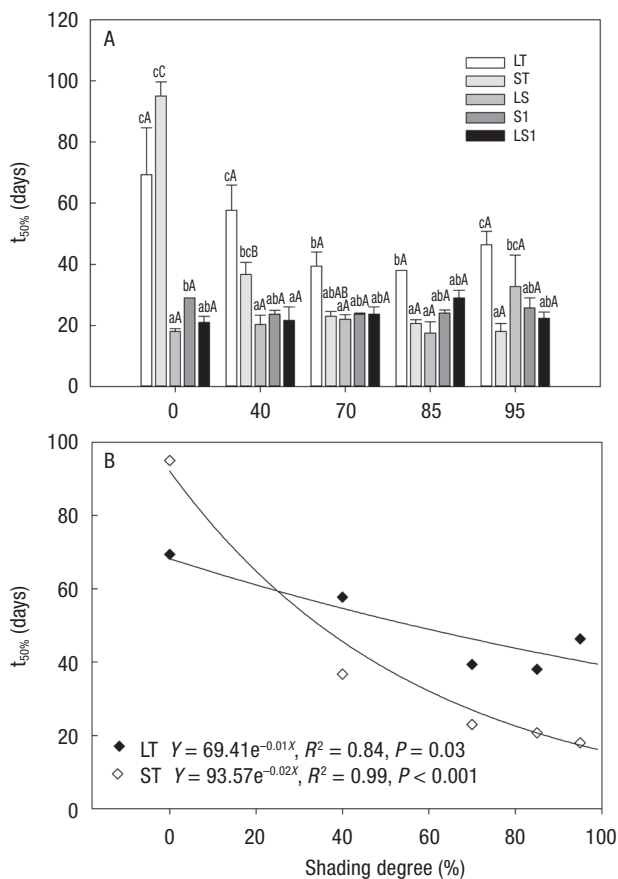 120
A
100
80
60
40
20
0
t50% (days)
LT
ST
LS
S1
LS1
cA cC aA bA abA
cA bcB aA abA aA
bA abAB aA abA abA
bA aA aA abA abA
cA aA bcA abA abA
0 40 70 85 95
100
B
80
60
40
20
0
t50% (days)
LT Y = 69.41e–0.01X, R2 = 0.84, P = 0.03
ST Y = 93.57e–0.02X, R2 = 0.99, P < 0.001
0 20 40 60 80 100
Shading degree (%)